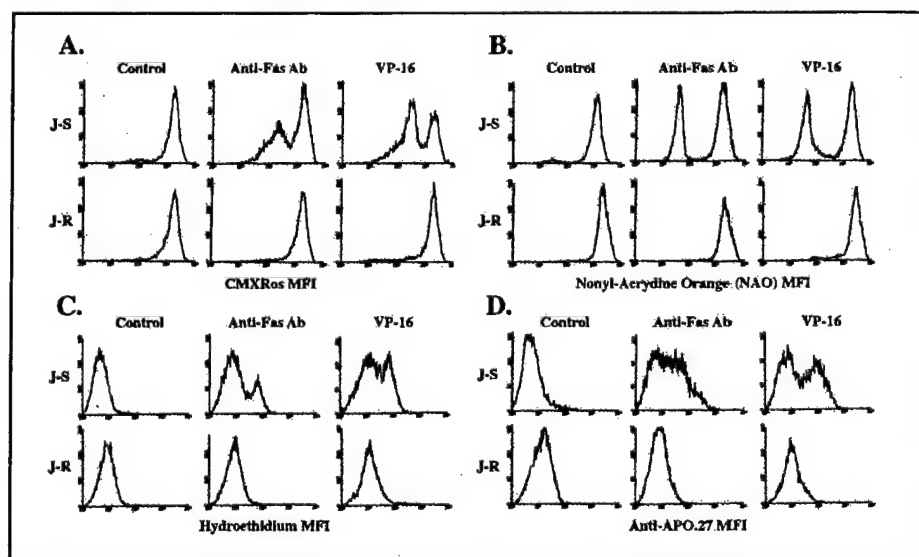 A.
Control Anti-Fas Ab VP-16
J-S
J-R
CMXRos MFI
B.
Control Anti-Fas Ab VP-16
J-S
J-R
Nonyl-Acrydine Orange (NAO) MFI
C.
Control Anti-Fas Ab VP-16
J-S
J-R
Hydroethidium MFI
D.
Control Anti-Fas Ab VP-16
J-S
J-R
Anti-APO.27 MFI